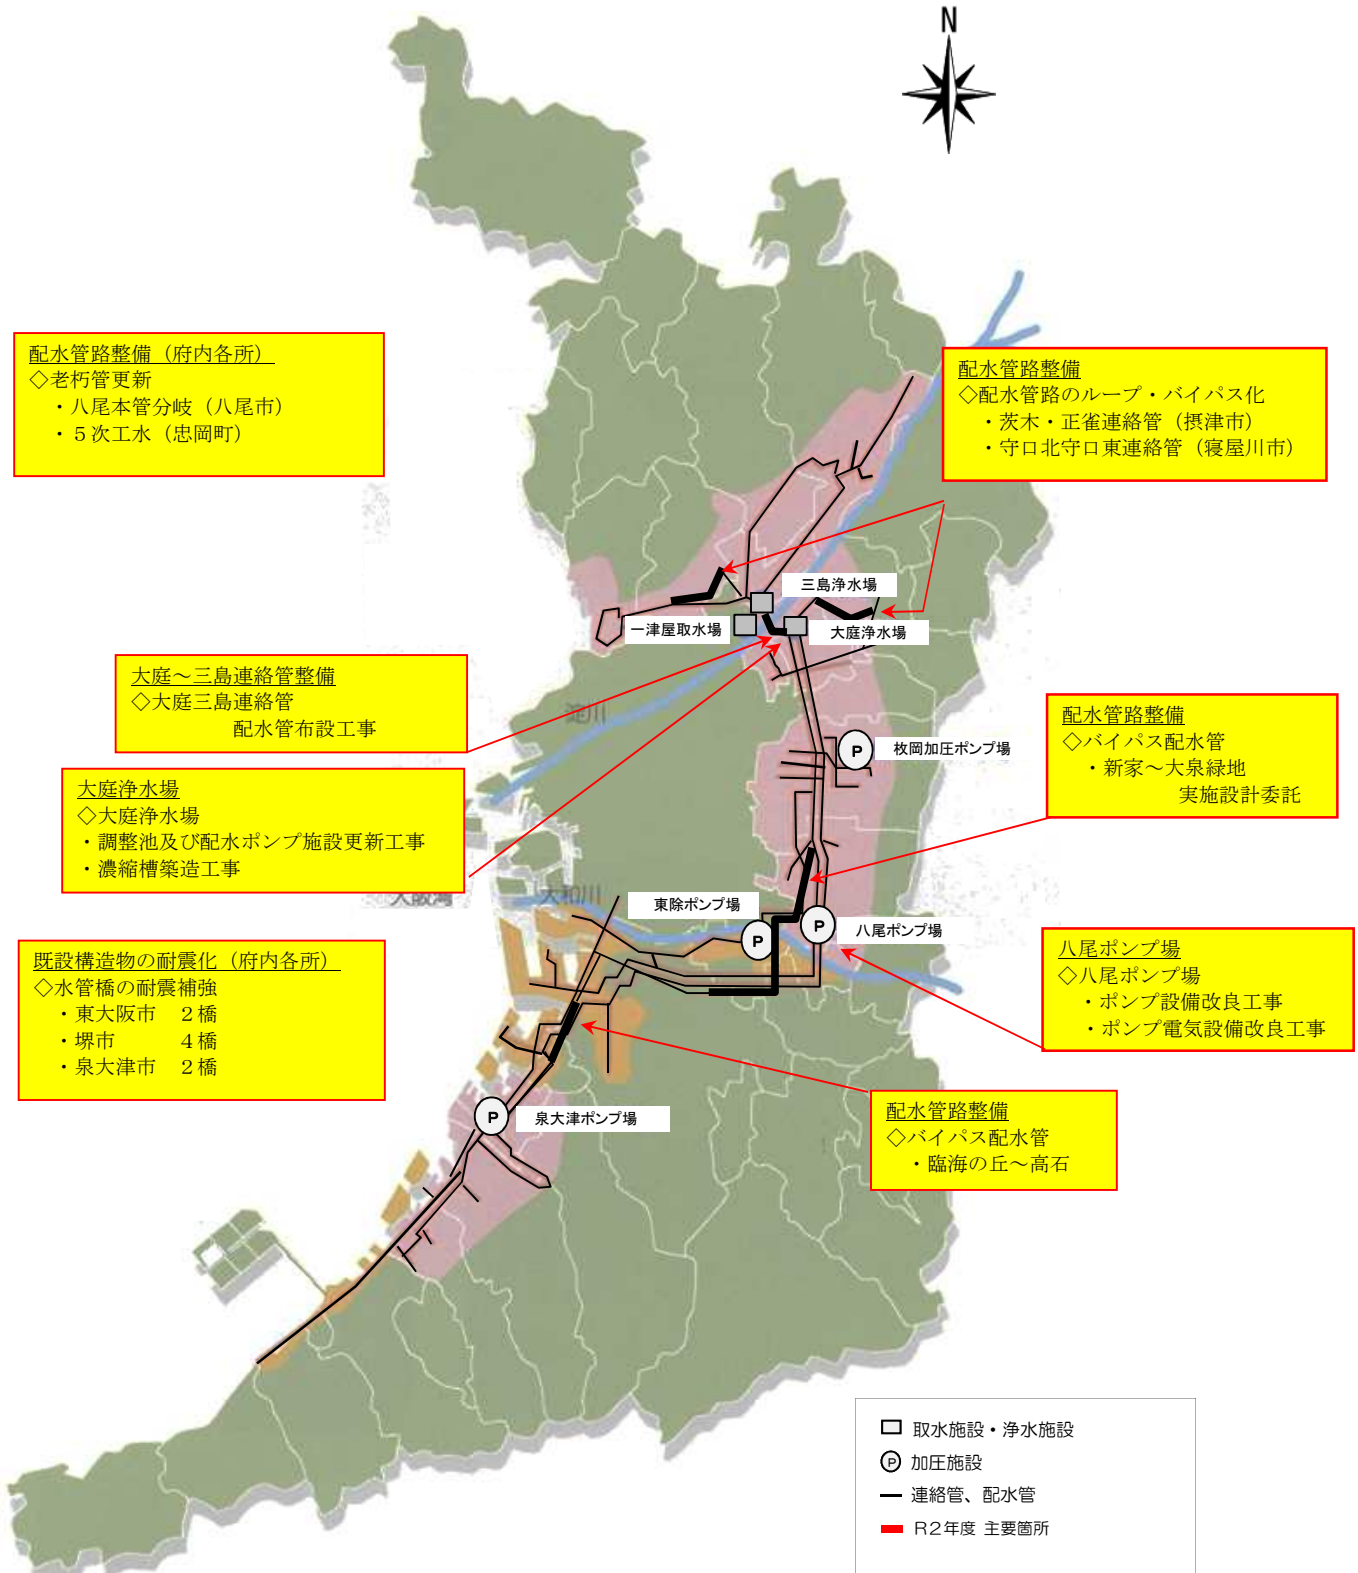 N
配水管路整備（府内各所）
◇老朽管更新
・八尾本管分岐（八尾市）
・５次工水（忠岡町）
配水管路整備
◇配水管路のループ・バイパス化
・茨木・正雀連絡管（摂津市）
・守口北守口東連絡管（寝屋川市）
三島浄水場
一津屋取水場
大庭浄水場
大庭～三島連絡管整備
◇大庭三島連絡管
配水管布設工事
淀川
配水管路整備
◇バイパス配水管
・新家～大泉緑地
実施設計委託
P
枚岡加圧ポンプ場
大庭浄水場
◇大庭浄水場
・調整池及び配水ポンプ施設更新工事
・濃縮槽築造工事
大阪湾
大和川
東除ポンプ場
P
P
八尾ポンプ場
既設構造物の耐震化（府内各所）
◇水管橋の耐震補強
・東大阪市　２橋
・堺市　４橋
・泉大津市　２橋
八尾ポンプ場
◇八尾ポンプ場
・ポンプ設備改良工事
・ポンプ電気設備改良工事
配水管路整備
◇バイパス配水管
・臨海の丘～高石
P
泉大津ポンプ場
取水施設・浄水施設
P 加圧施設
連絡管、配水管
R２年度 主要箇所